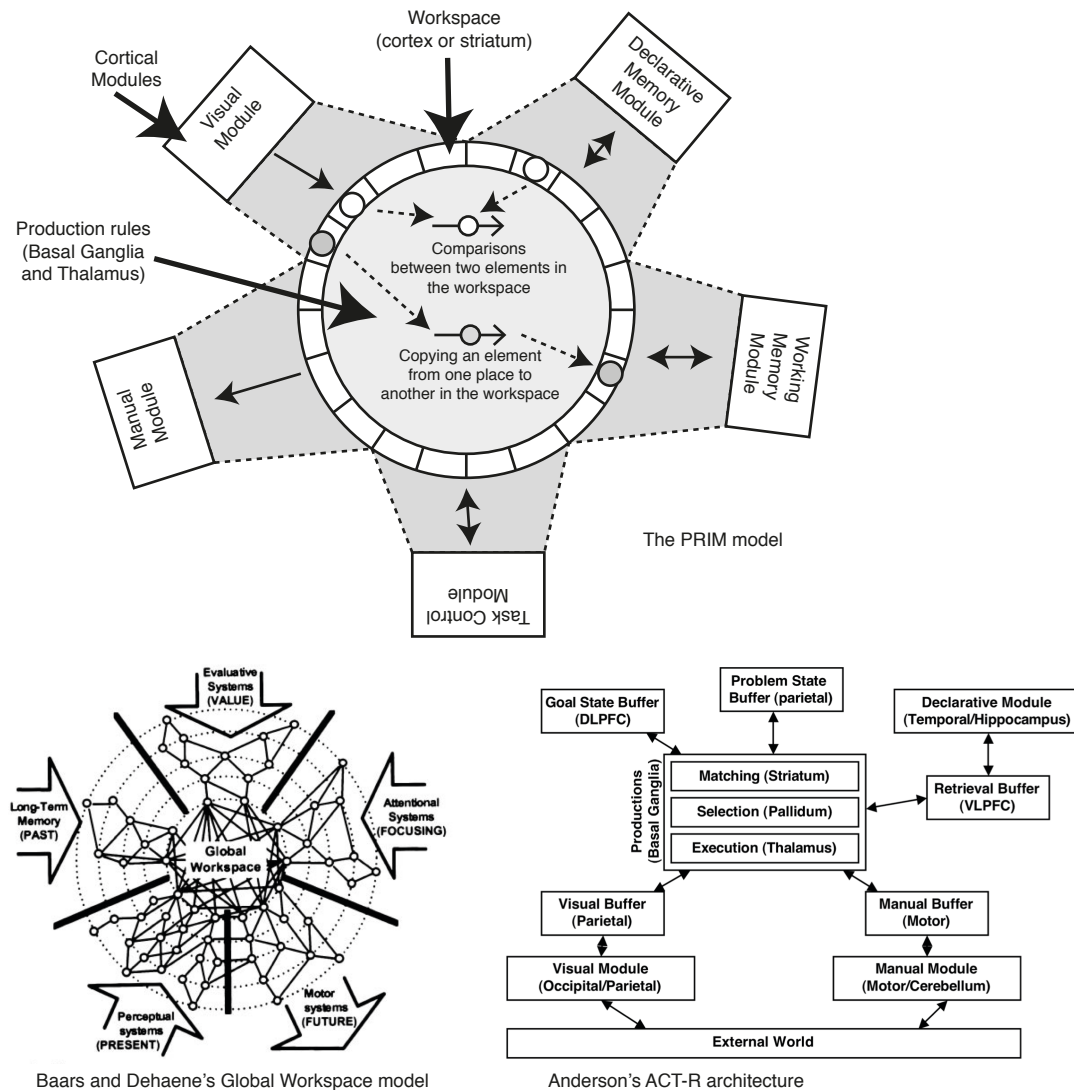 Workspace
(cortex or striatum)
Cortical
Modules
Visual
Module
Declarative
Memory
Module
Production rules
(Basal Ganglia
and Thalamus)
Comparisons
between two elements in
the workspace
Copying an element
from one place to
another in the workspace
Working
Memory
Module
Manual
Module
Task Control
Module
The PRIM model
Evaluative
Systems
(VALUE)
Long-Term
Memory
(PAST)
Attentional
Systems
(FOCUSING)
Global
Workspace
Perceptual
systems
(PRESENT)
Motor
systems
(FUTURE)
Baars and Dehaene's Global Workspace model
Goal State Buffer
(DLPFC)
Problem State
Buffer (parietal)
Declarative Module
(Temporal/Hippocampus)
Productions
(Basal Ganglia)
Matching (Striatum)
Selection (Pallidum)
Execution (Thalamus)
Retrieval Buffer
(VLPFC)
Visual Buffer
(Parietal)
Manual Buffer
(Motor)
Visual Module
(Occipital/Parietal)
Manual Module
(Motor/Cerebellum)
External World
Anderson's ACT-R architecture